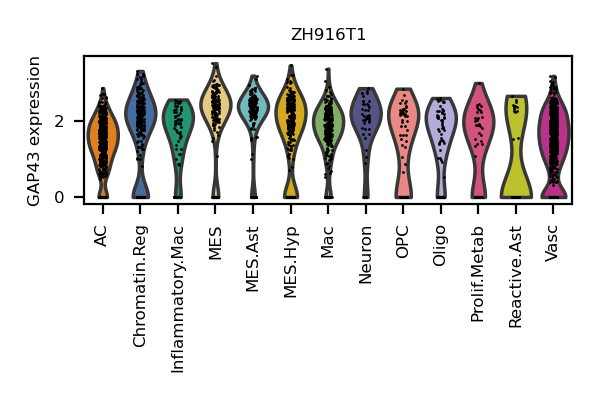 ZH916T1
GAP43 expression
2
0
AC
Chromatin.Reg
Inflammatory.Mac
MES
MES.Ast
MES.Hyp
Mac
Neuron
OPC
Oligo
Prolif.Metab
Reactive.Ast
Vasc